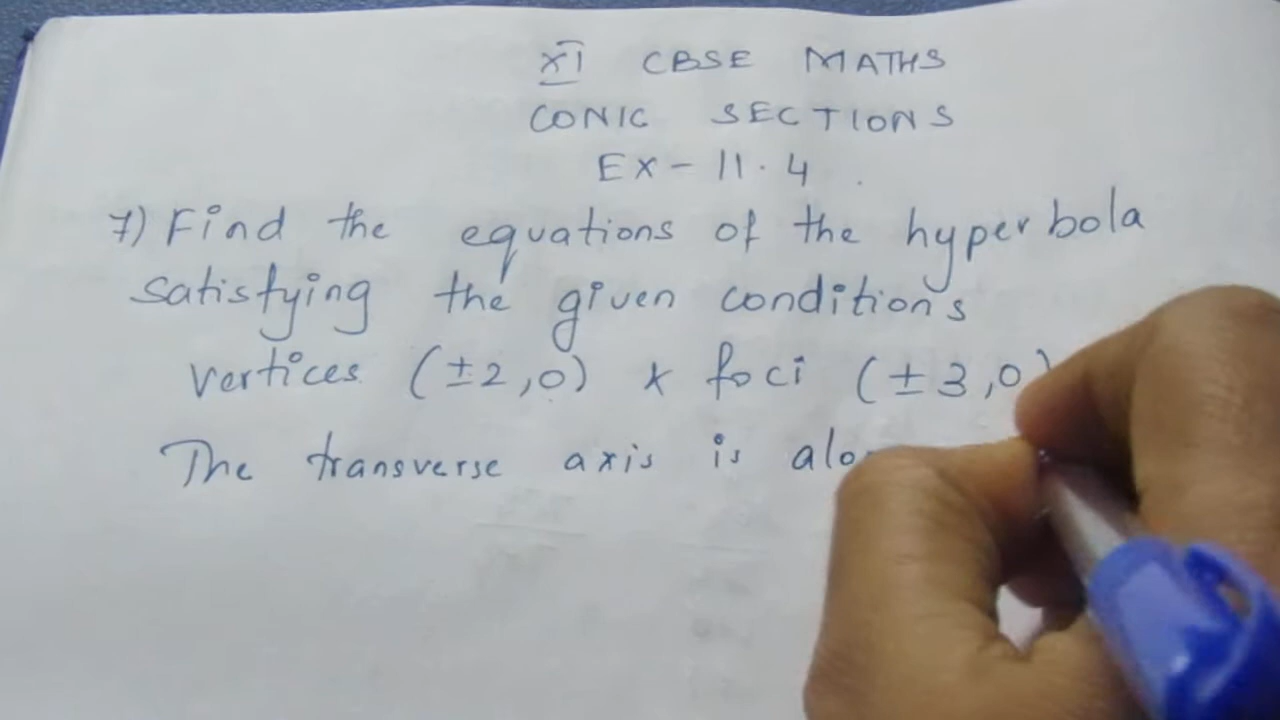 XI CBSE MATHS
CONIC SECTIONS
EX - 11.4
7) Find the equations of the hyperbola
satisfying the given conditions
vertices (±2,0) & foci (±3,0)
The transverse axis is